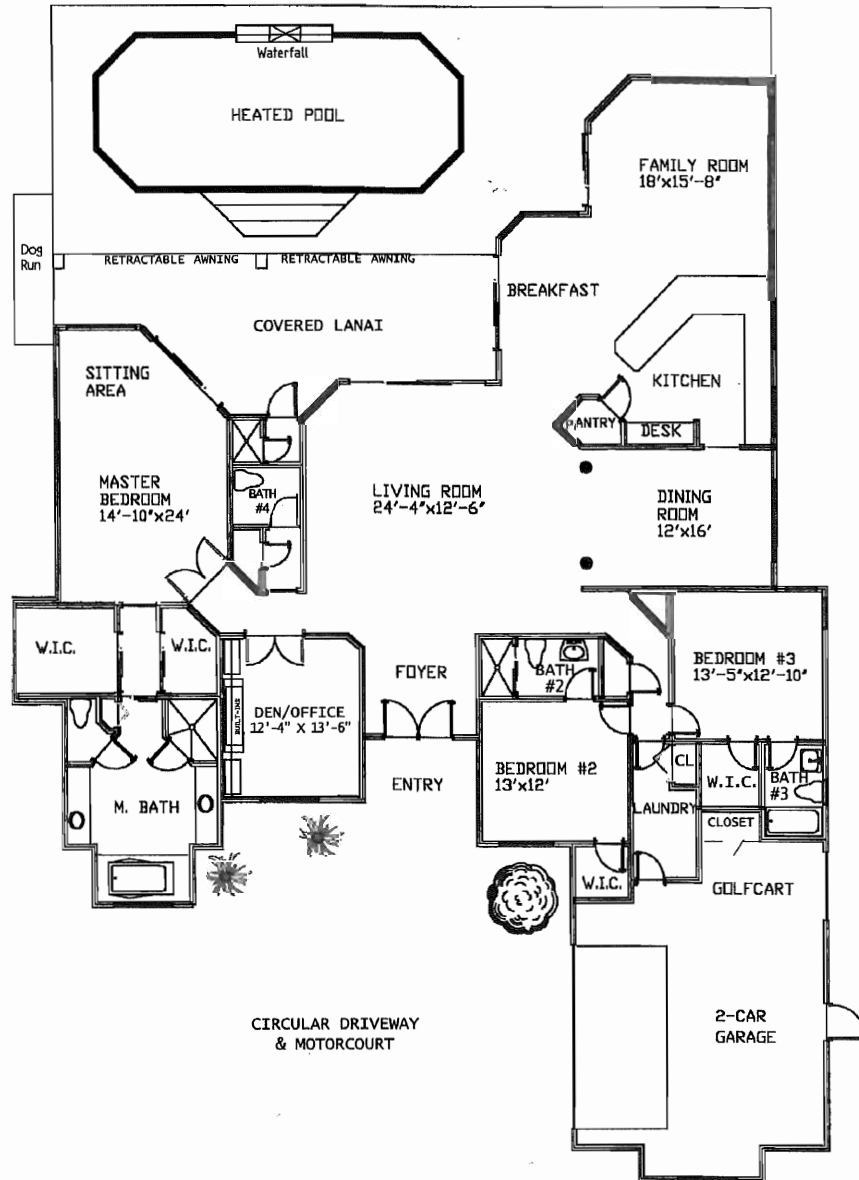 Waterfall
HEATED POOL
FAMILY ROOM
18'x15'-8"
Dog
Run
RETRACTABLE AWNING
RETRACTABLE AWNING
BREAKFAST
COVERED LANAI
SITTING
AREA
KITCHEN
PANTRY
DESK
MASTER
BEDROOM
14'-10"x24'
BATH
#4
LIVING ROOM
24'-4"x12'-6"
DINING
ROOM
12'x16'
W.I.C.
W.I.C.
FOYER
BATH
#2
BEDROOM #3
13'-5"x12'-10"
BUILT-INS
DEN/OFFICE
12'-4" X 13'-6"
ENTRY
BEDROOM #2
13'x12'
CL
W.I.C.
BATH
#3
M. BATH
LAUNDRY
CLOSET
W.I.C.
GOLFCART
CIRCULAR DRIVEWAY
& MOTORCOURT
2-CAR
GARAGE